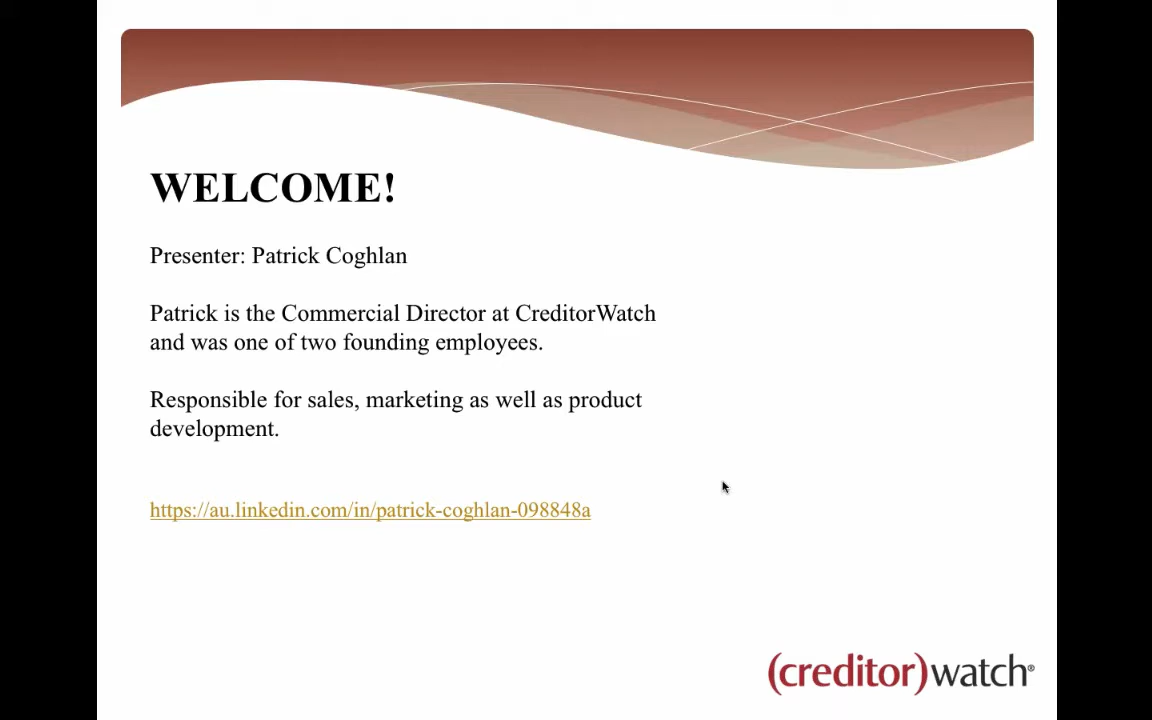 WELCOME!
Presenter: Patrick Coghlan
Patrick is the Commercial Director at CreditorWatch
and was one of two founding employees.
Responsible for sales, marketing as well as product
development.
https://au.linkedin.com/in/patrick-coghlan-098848a
(creditor)watch®